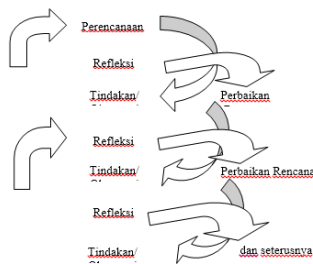 Perencanaan
Refleksi
Tindakan/
Perbaikan
Refleksi
Tindakan/
Perbaikan Rencana
Refleksi
Tindakan/
dan seterusnya